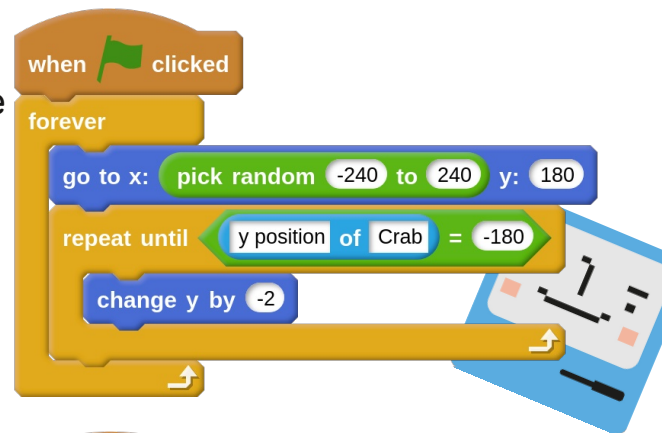 when clicked
forever
go to x: pick random -240 to 240 y: 180
repeat until y position of Crab = -180
change y by -2